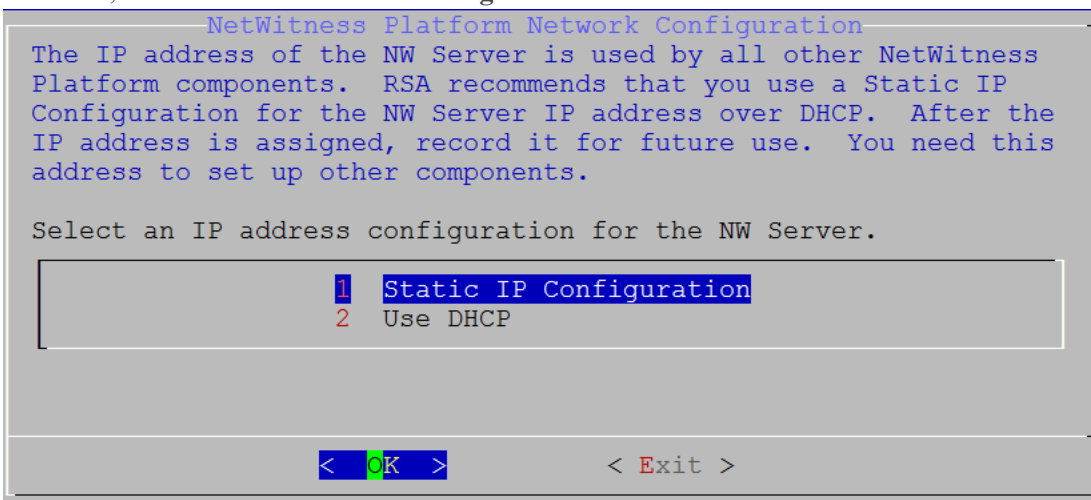 NetWitness Platform Network Configuration
The IP address of the NW Server is used by all other NetWitness
Platform components.  RSA recommends that you use a Static IP
Configuration for the NW Server IP address over DHCP.  After the
IP address is assigned, record it for future use.  You need this
address to set up other components.
Select an IP address configuration for the NW Server.
1  Static IP Configuration
2  Use DHCP
<  OK  >          < Exit >